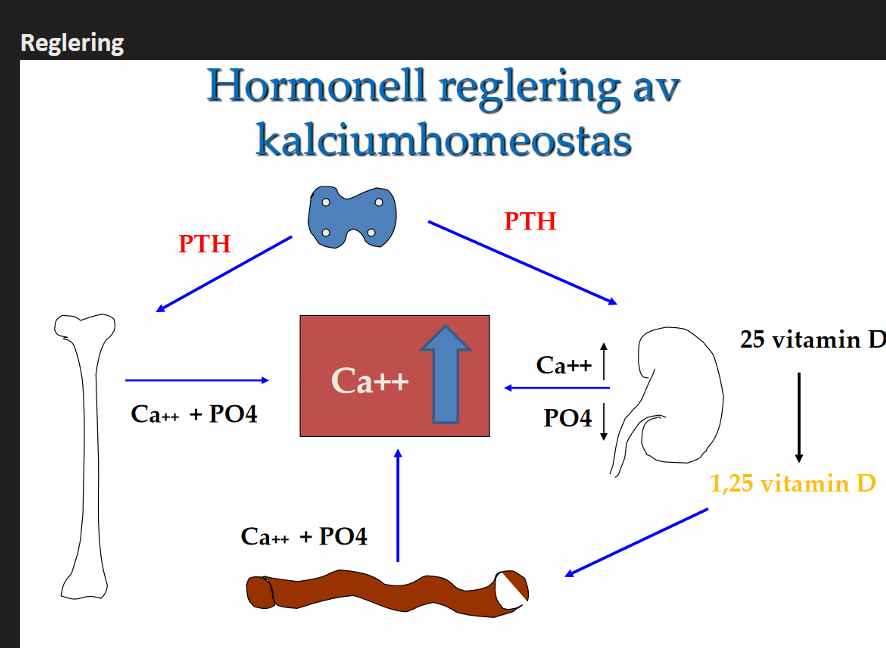 Reglering
Hormonell reglering av
kalciumhomeostas
PTH
PTH
25 vitamin D
Ca++
Ca++
Ca++ + PO4
PO4
1,25 vitamin D
Ca++ + PO4